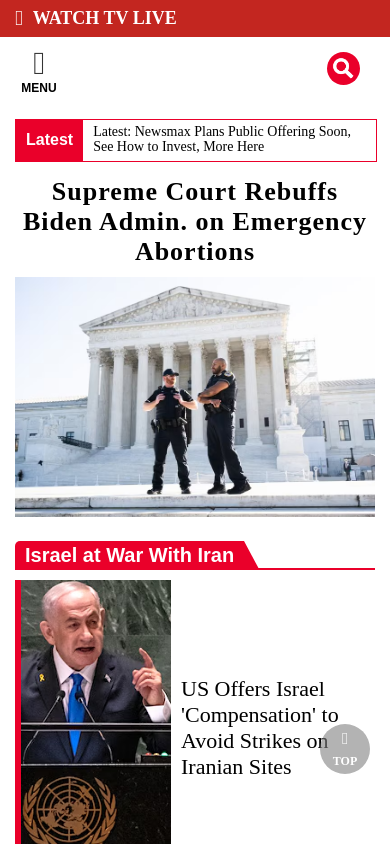 WATCH TV LIVE
MENU
Latest
Latest: Newsmax Plans Public Offering Soon,
See How to Invest, More Here
Supreme Court Rebuffs
Biden Admin. on Emergency
Abortions
Israel at War With Iran
US Offers Israel
'Compensation' to
Avoid Strikes on
Iranian Sites
TOP